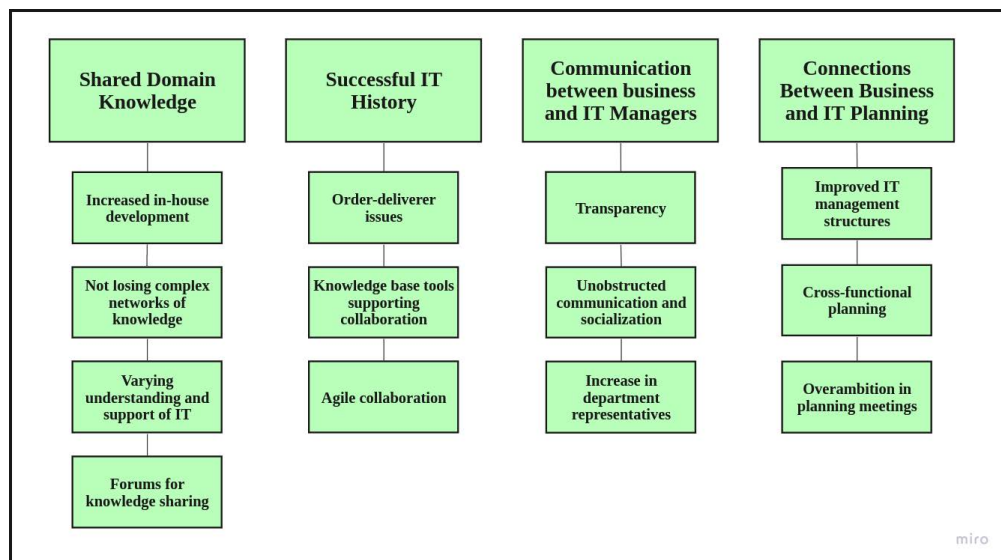 Shared Domain
Knowledge
Increased in-house
development
Not losing complex
networks of
knowledge
Varying
understanding and
support of IT
Forums for
knowledge sharing
Successful IT
History
Order-deliverer
issues
Knowledge base tools
supporting
collaboration
Agile collaboration
Communication
between business
and IT Managers
Transparency
Unobstructed
communication and
socialization
Increase in
department
representatives
Connections
Between Business
and IT Planning
Improved IT
management
structures
Cross-functional
planning
Overambition in
planning meetings
miro